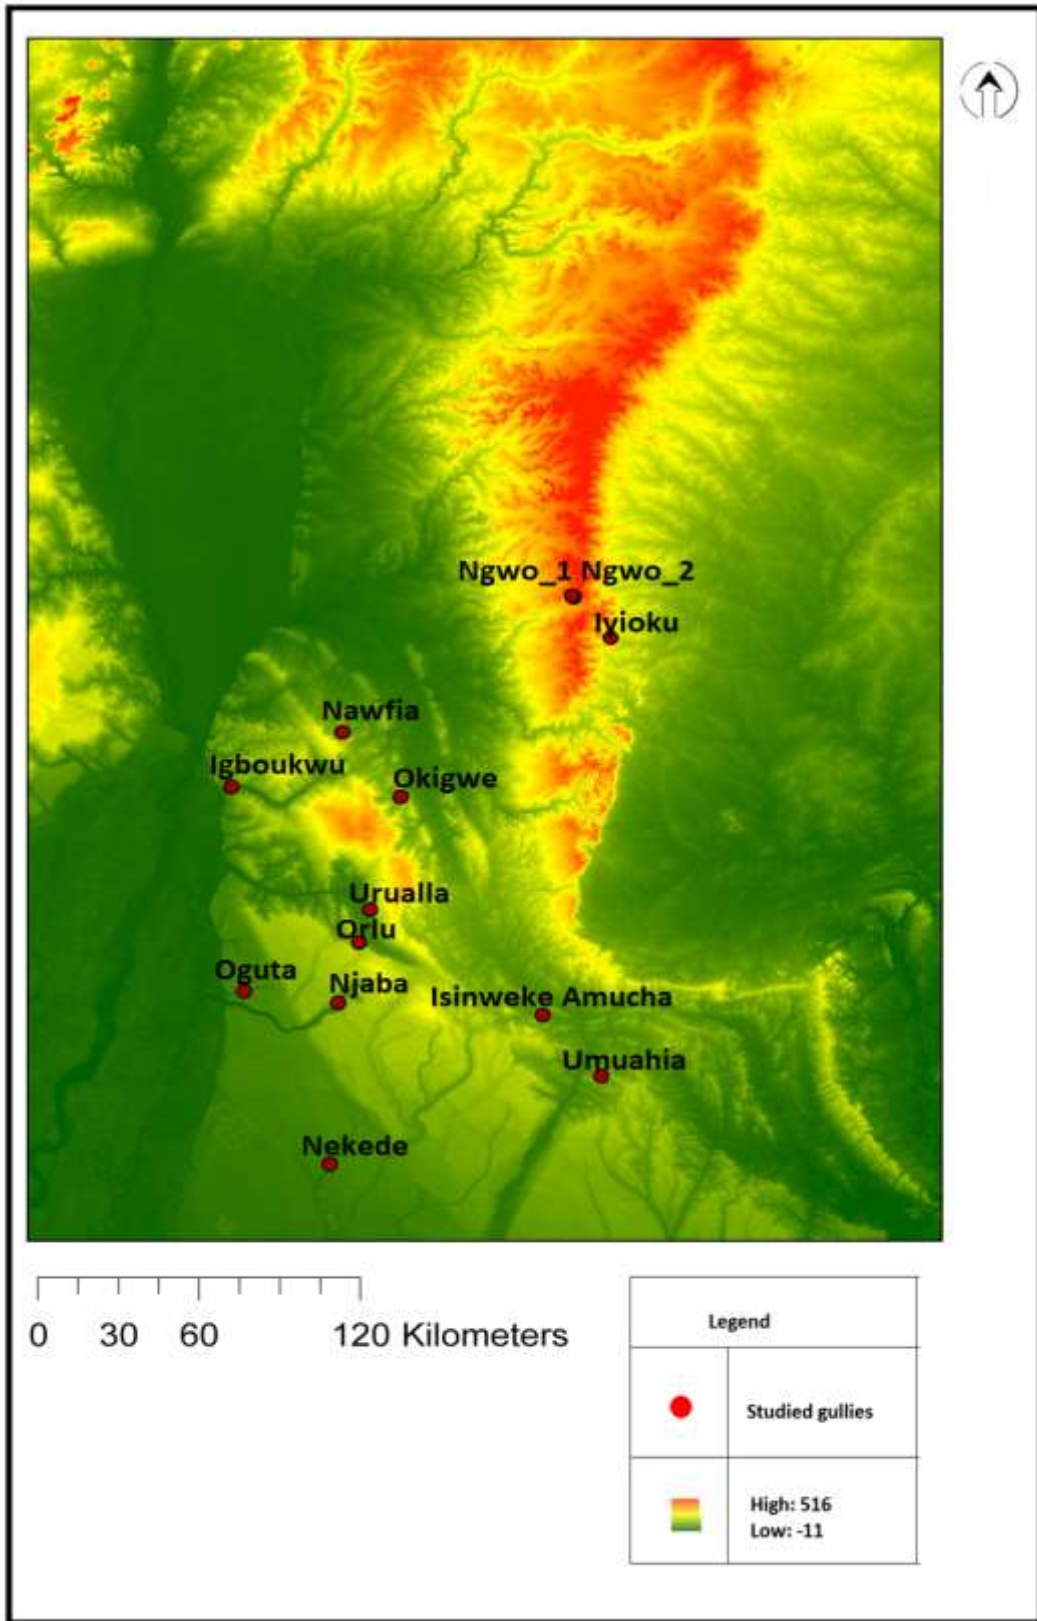 Ngwo_1 Ngwo_2
Iyioku
Nawfia
Igboukwu
Okigwe
Urualla
Orlu
Oguta
Njaba
Isinweke Amucha
Umuahia
Nekede
0 30 60 120 Kilometers
Legend
Studied gullies
High: 516
Low: -11